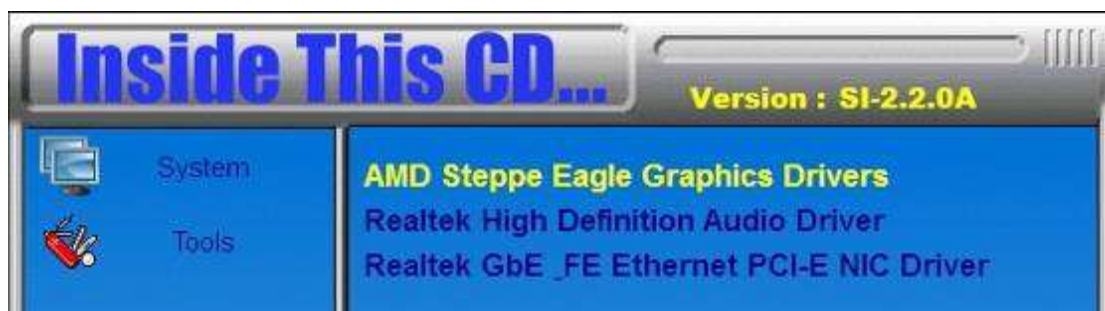 Inside This CD...
Version : SI-2.2.0A
System
Tools
AMD Steppe Eagle Graphics Drivers
Realtek High Definition Audio Driver
Realtek GbE _FE Ethernet PCI-E NIC Driver